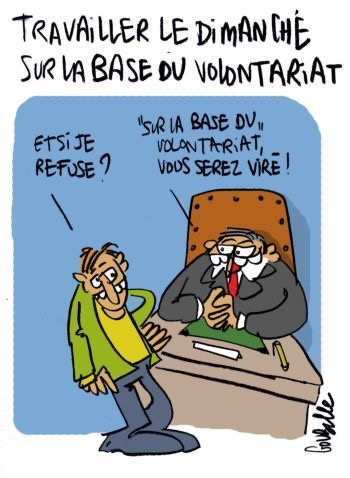 TRAVAILLER LE DIMANCHE
SUR LA BASE DU VOLONTARIAT
ET SI JE
REFUSE ?
"SUR LA BASE DU"
VOLONTARIAT,
VOUS SEREZ VIRÉ !